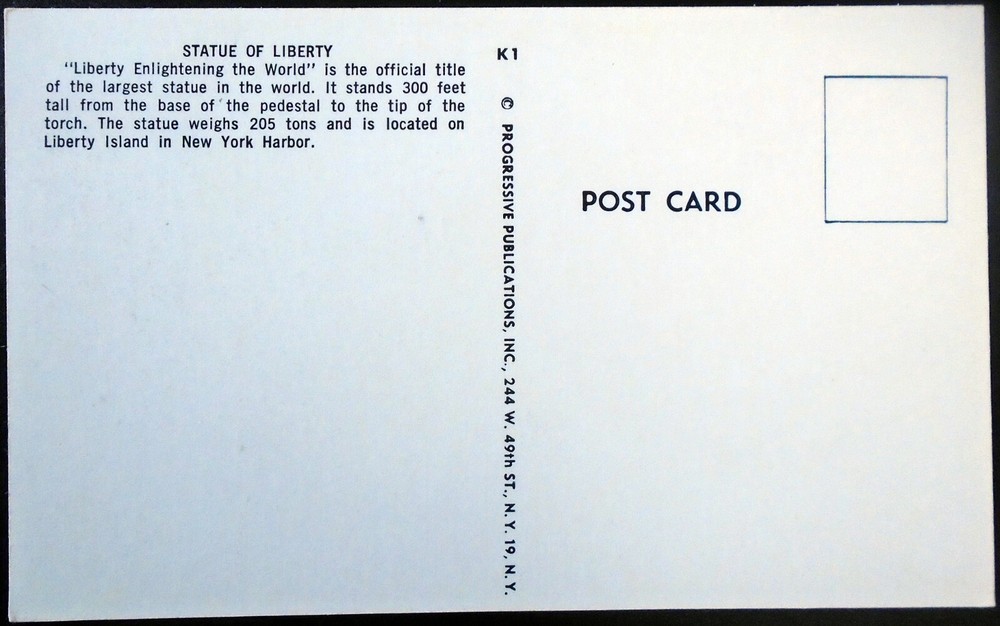 STATUE OF LIBERTY
"Liberty Enlightening the World" is the official title
of the largest statue in the world. It stands 300 feet
tall from the base of the pedestal to the tip of the
torch. The statue weighs 205 tons and is located on
Liberty Island in New York Harbor.
K1
© PROGRESSIVE PUBLICATIONS, INC., 244 W. 49th ST., N. Y. 19, N. Y.
POST CARD